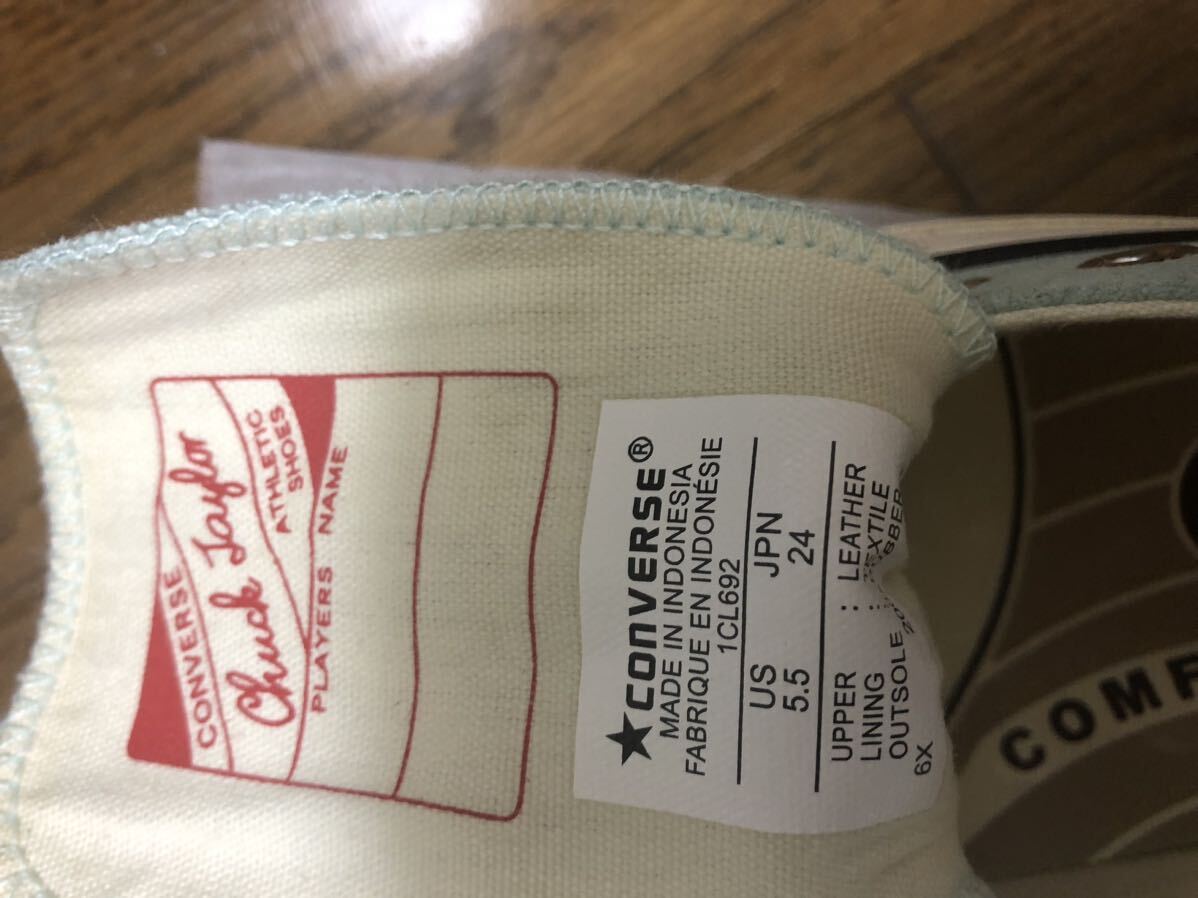 CONVERSE
Chuck Taylor
ATHLETIC
SHOES
PLAYERS NAME
CONVERSE®
MADE IN INDONESIA
FABRIQUE EN INDONÉSIE
1CL692
US JPN
5.5 24
UPPER : LEATHER
LINING : TEXTILE
OUTSOLE
6X